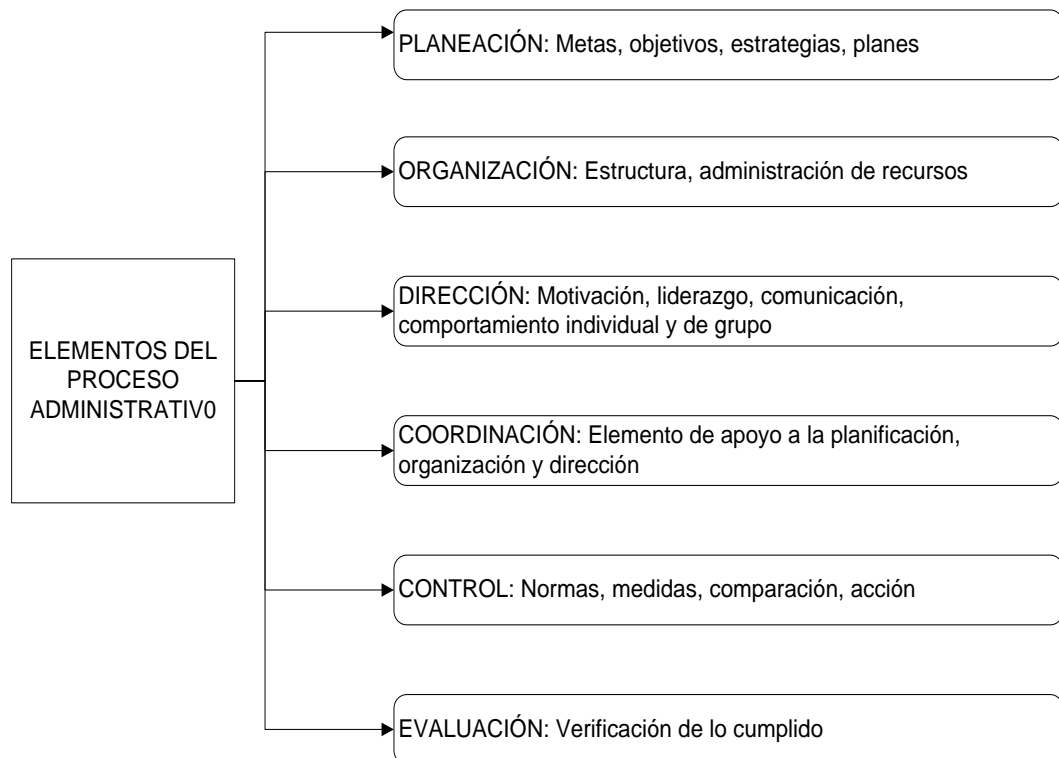 PLANEACIÓN: Metas, objetivos, estrategias, planes
ORGANIZACIÓN: Estructura, administración de recursos
DIRECCIÓN: Motivación, liderazgo, comunicación,
comportamiento individual y de grupo
ELEMENTOS DEL
PROCESO
ADMINISTRATIV0
COORDINACIÓN: Elemento de apoyo a la planificación,
organización y dirección
CONTROL: Normas, medidas, comparación, acción
EVALUACIÓN: Verificación de lo cumplido